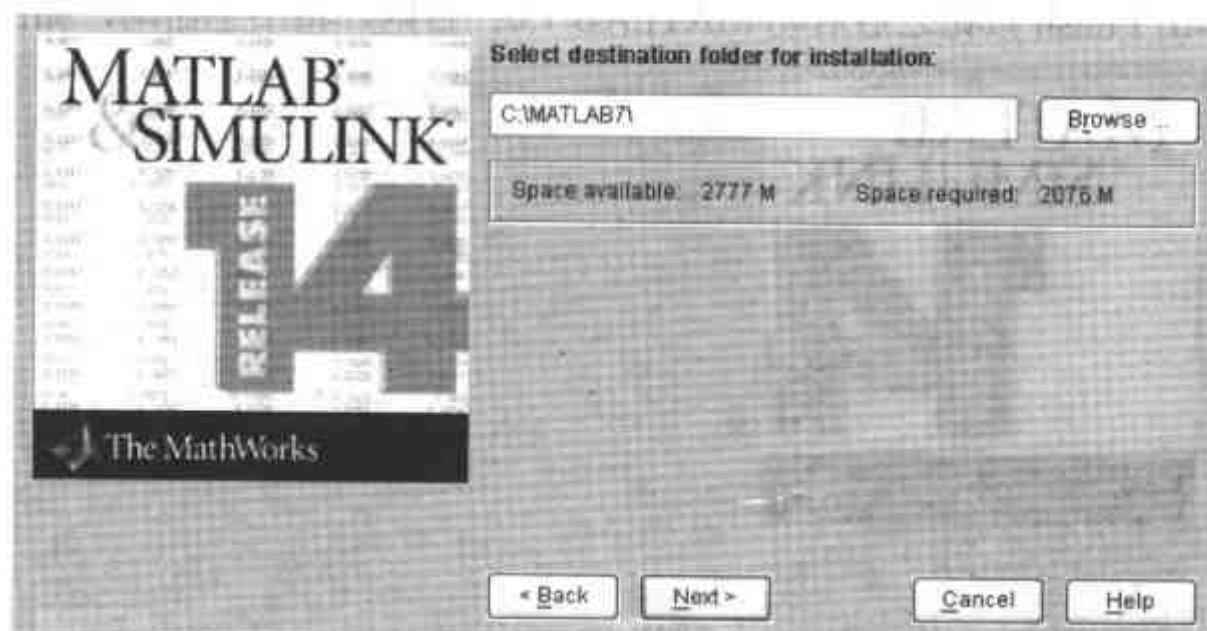 MATLAB
& SIMULINK
RELEASE
14
The MathWorks
Select destination folder for installation:
C:\MATLAB7\
Browse ...
Space available: 2777 M Space required: 2076 M
< Back Next > Cancel Help